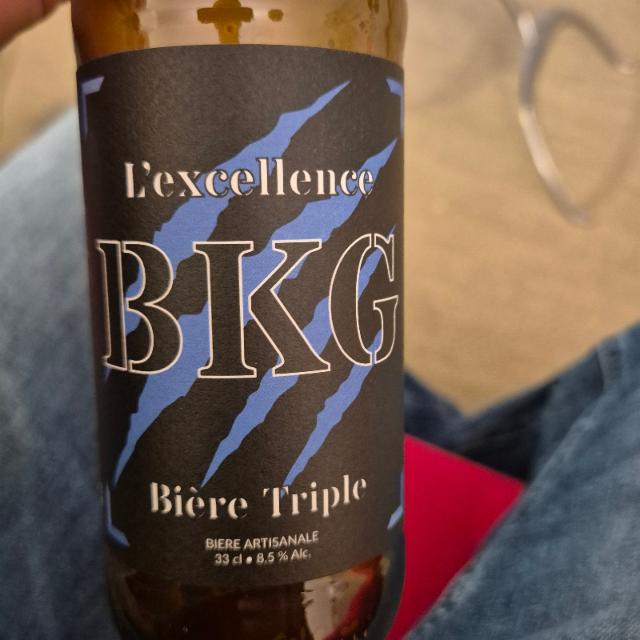 L'excellence
BKG
Bière Triple
BIERE ARTISANALE
33 cl • 8,5 % Alc.